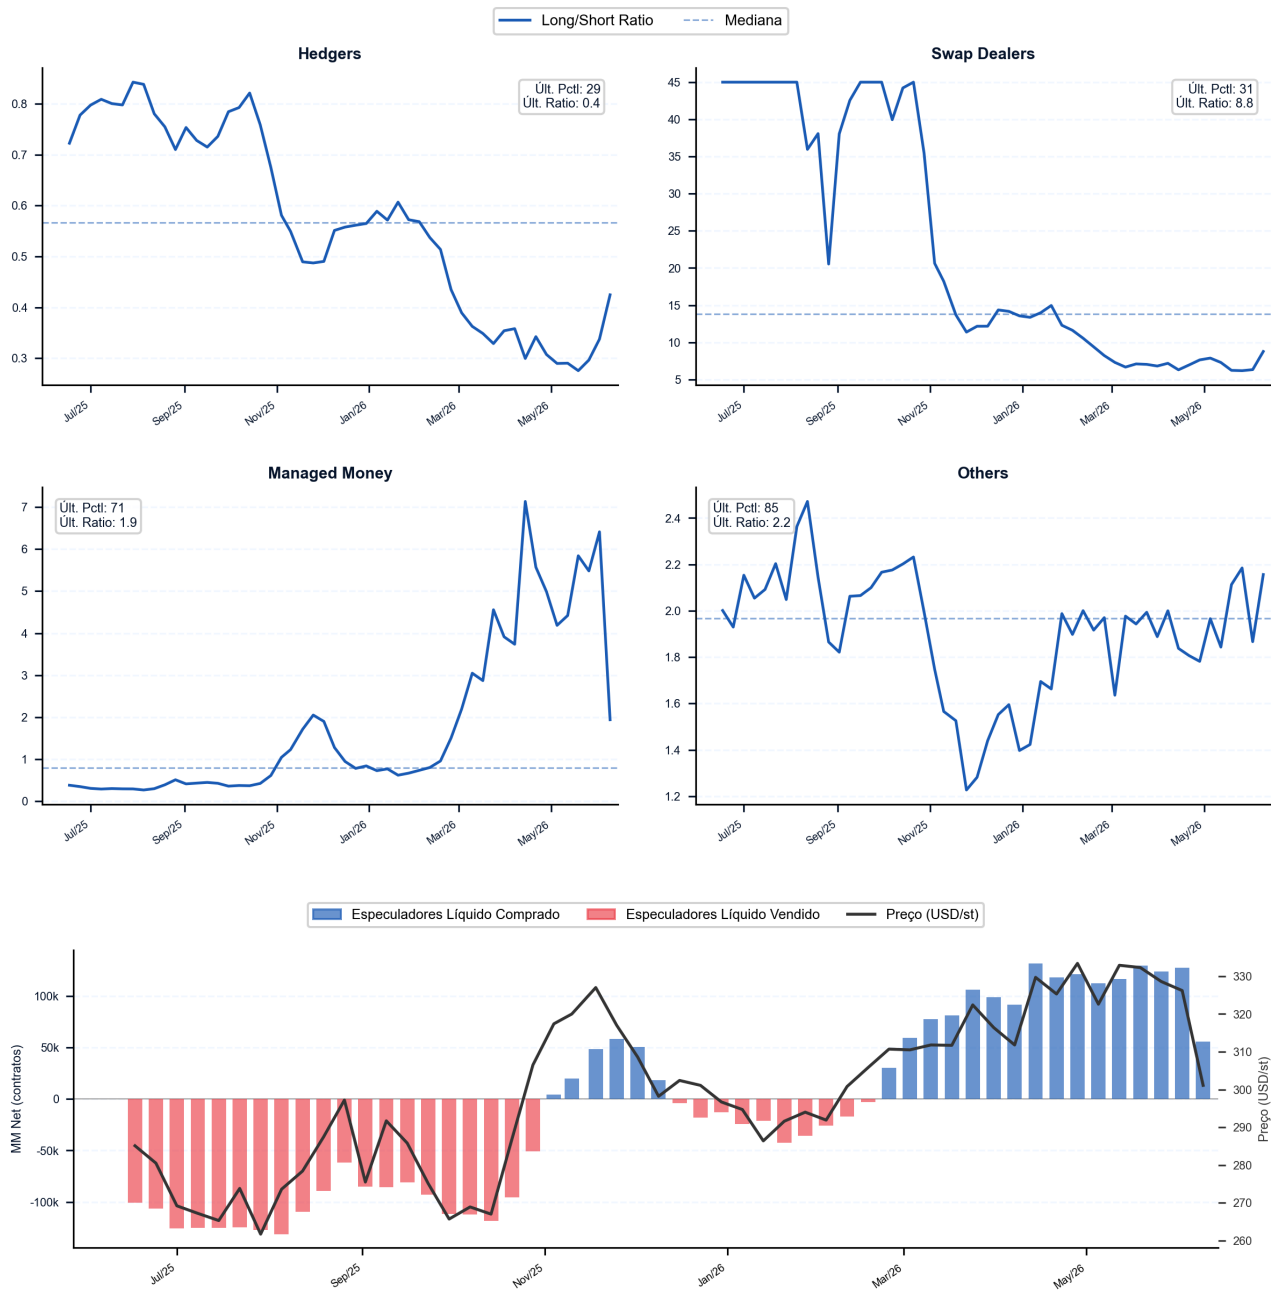 Long/Short Ratio   Mediana
Hedgers
Últ. Pctl: 29
Últ. Ratio: 0.4
0.8
0.7
0.6
0.5
0.4
0.3
Jul/25 Sep/25 Nov/25 Jan/26 Mar/26 May/26
Swap Dealers
Últ. Pctl: 31
Últ. Ratio: 8.8
45
40
35
30
25
20
15
10
5
Jul/25 Sep/25 Nov/25 Jan/26 Mar/26 May/26
Managed Money
Últ. Pctl: 71
Últ. Ratio: 1.9
7
6
5
4
3
2
1
0
Jul/25 Sep/25 Nov/25 Jan/26 Mar/26 May/26
Others
Últ. Pctl: 85
Últ. Ratio: 2.2
2.4
2.2
2.0
1.8
1.6
1.4
1.2
Jul/25 Sep/25 Nov/25 Jan/26 Mar/26 May/26
Especuladores Líquido Comprado   Especuladores Líquido Vendido   Preço (USD/st)
MM Net (contratos)
100k
50k
0
-50k
-100k
330
320
310
300
290
280
270
260
Preço (USD/st)
Jul/25 Sep/25 Nov/25 Jan/26 Mar/26 May/26